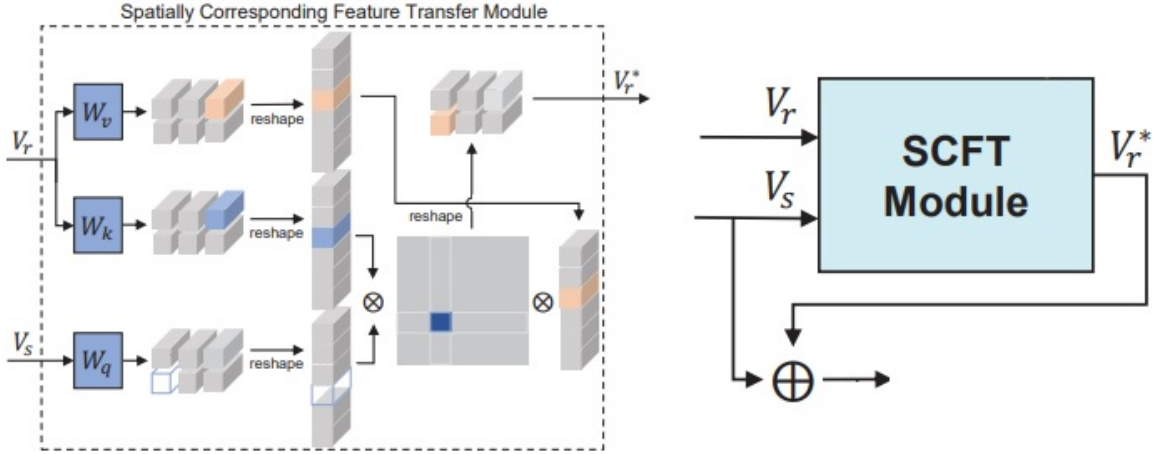 Spatially Corresponding Feature Transfer Module
V_r
W_v
reshape
V_r^*
W_k
reshape
reshape
⊗
⊗
V_s
W_q
reshape
V_r
V_s
SCFT
Module
V_r^*
⊕